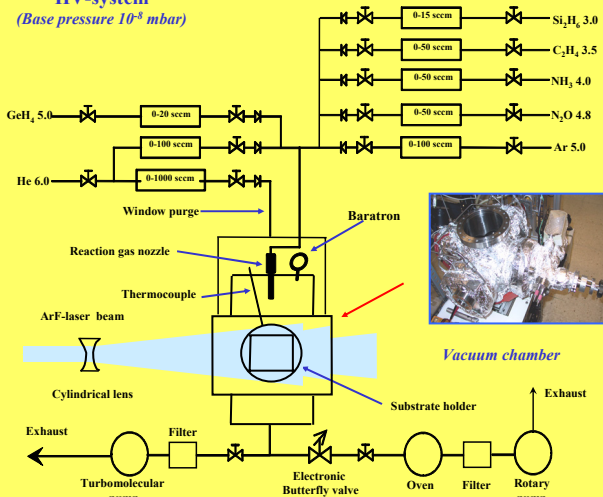 HV-system
(Base pressure 10⁻⁸ mbar)
0-15 sccm
Si₂H₆ 3.0
0-50 sccm
C₂H₄ 3.5
0-50 sccm
NH₃ 4.0
GeH₄ 5.0
0-20 sccm
0-50 sccm
N₂O 4.8
0-100 sccm
0-100 sccm
Ar 5.0
He 6.0
0-1000 sccm
Window purge
Baratron
Reaction gas nozzle
Thermocouple
ArF-laser beam
Vacuum chamber
Cylindrical lens
Substrate holder
Exhaust
Exhaust
Filter
Turbomolecular
pump
Electronic
Butterfly valve
Oven
Filter
Rotary
pump